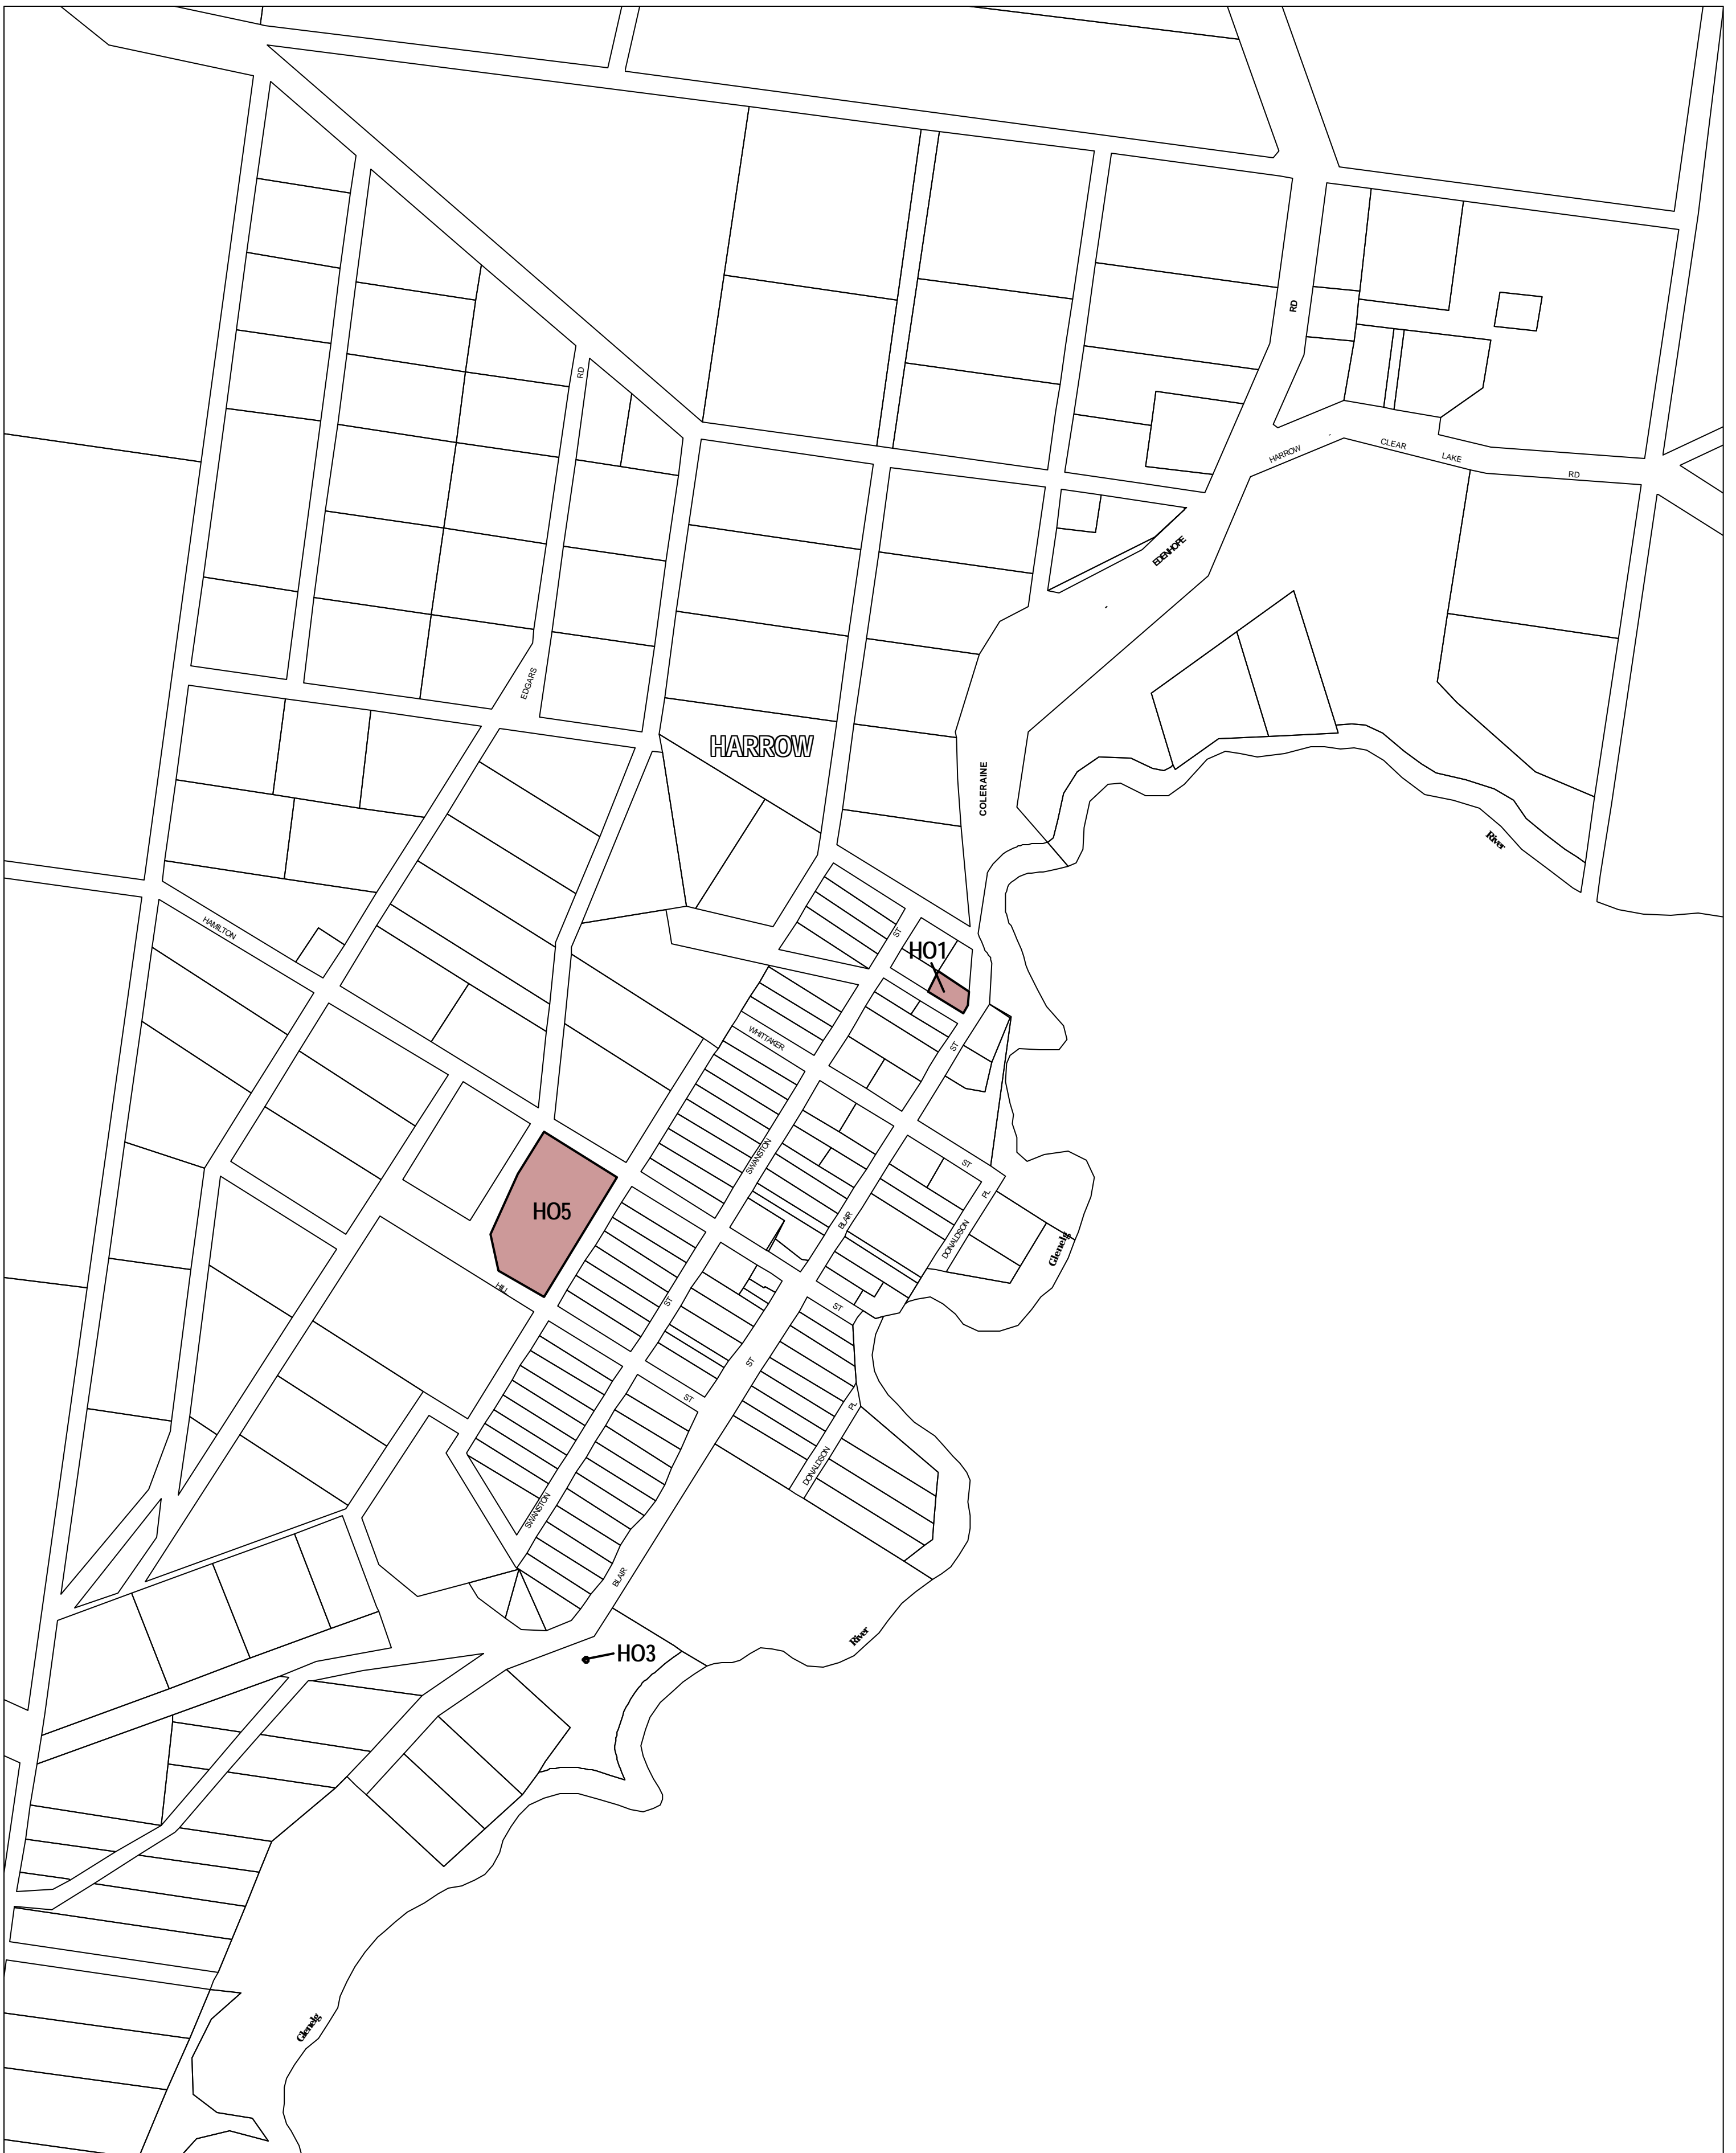 RD
RD
CLEAR
HARROW
LAKE
RD
EDENHOPE
EDGARS
HARROW
COLERAINE
River
HAMILTON
ST
HO1
WHITTAKER
ST
SWANSTON
ST
PL
HO5
BLAIR
DONALDSON
Glenelg
HILL
ST
ST
ST
ST
PL
DONALDSON
SWANSTON
BLAIR
River
HO3
Glenelg